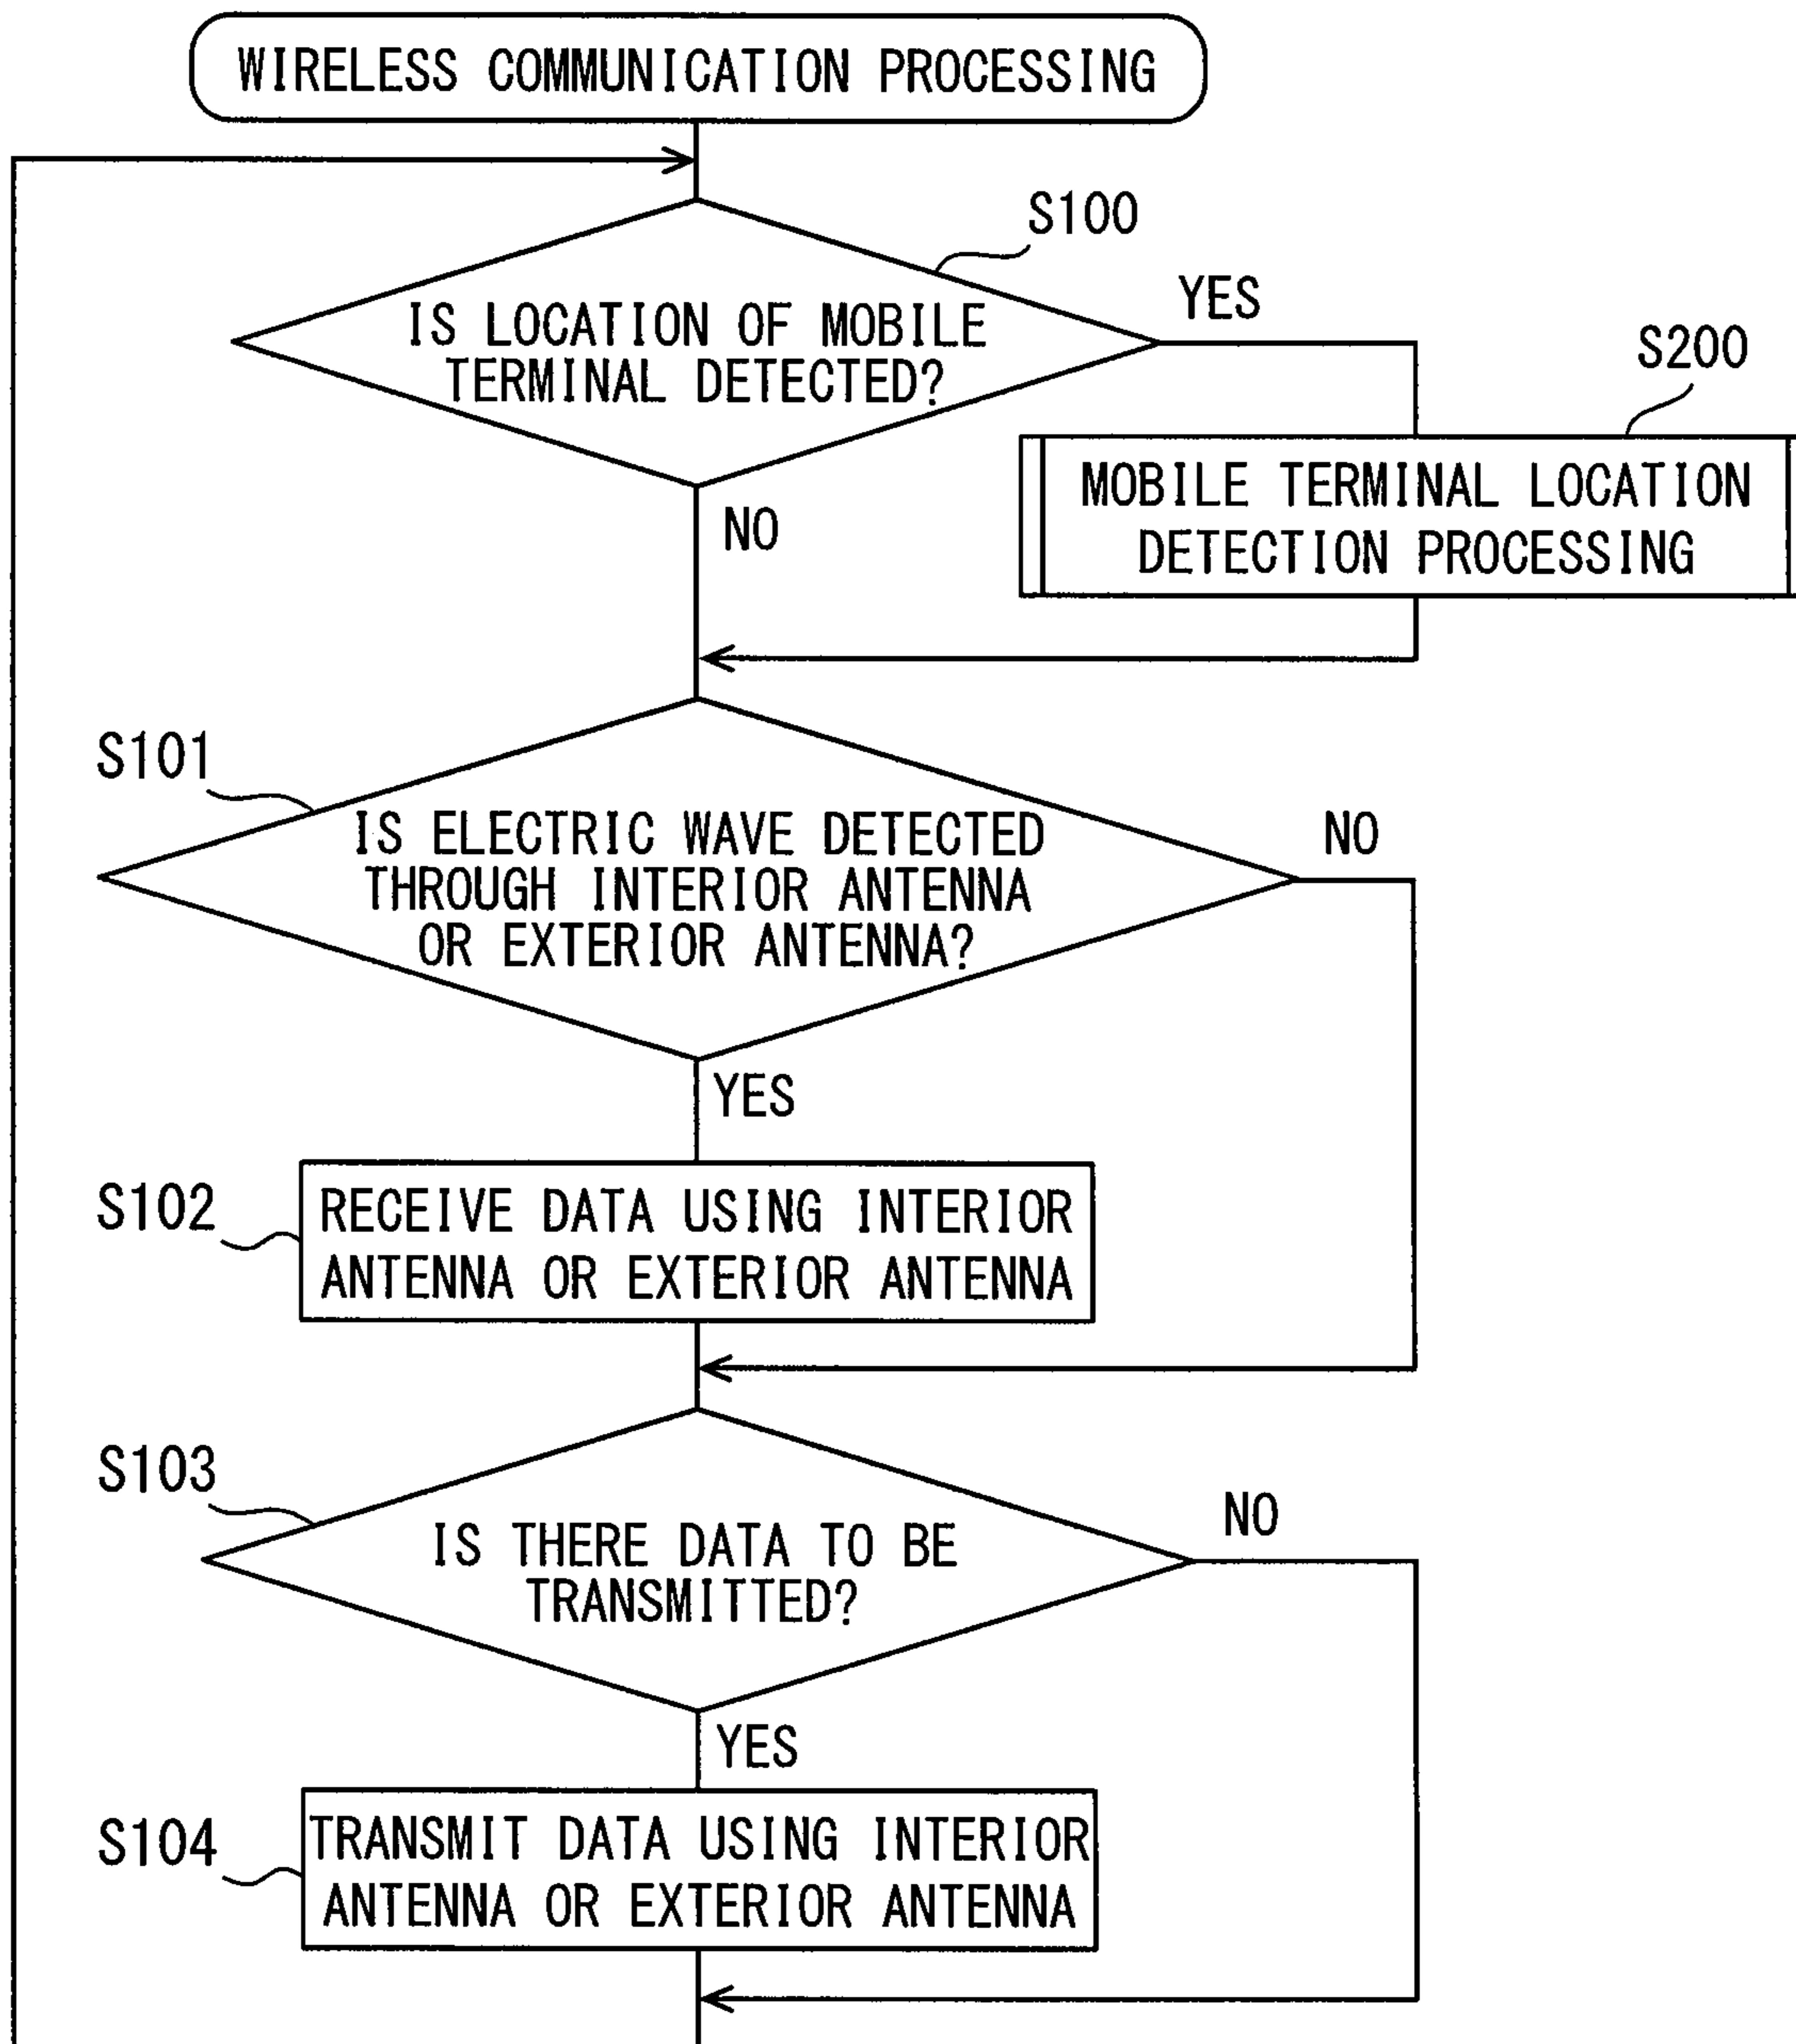 WIRELESS COMMUNICATION PROCESSING
S100
YES
IS LOCATION OF MOBILE
TERMINAL DETECTED?
S200
MOBILE TERMINAL LOCATION
DETECTION PROCESSING
NO
S101
IS ELECTRIC WAVE DETECTED
THROUGH INTERIOR ANTENNA
OR EXTERIOR ANTENNA?
NO
YES
S102
RECEIVE DATA USING INTERIOR
ANTENNA OR EXTERIOR ANTENNA
S103
IS THERE DATA TO BE
TRANSMITTED?
NO
YES
S104
TRANSMIT DATA USING INTERIOR
ANTENNA OR EXTERIOR ANTENNA